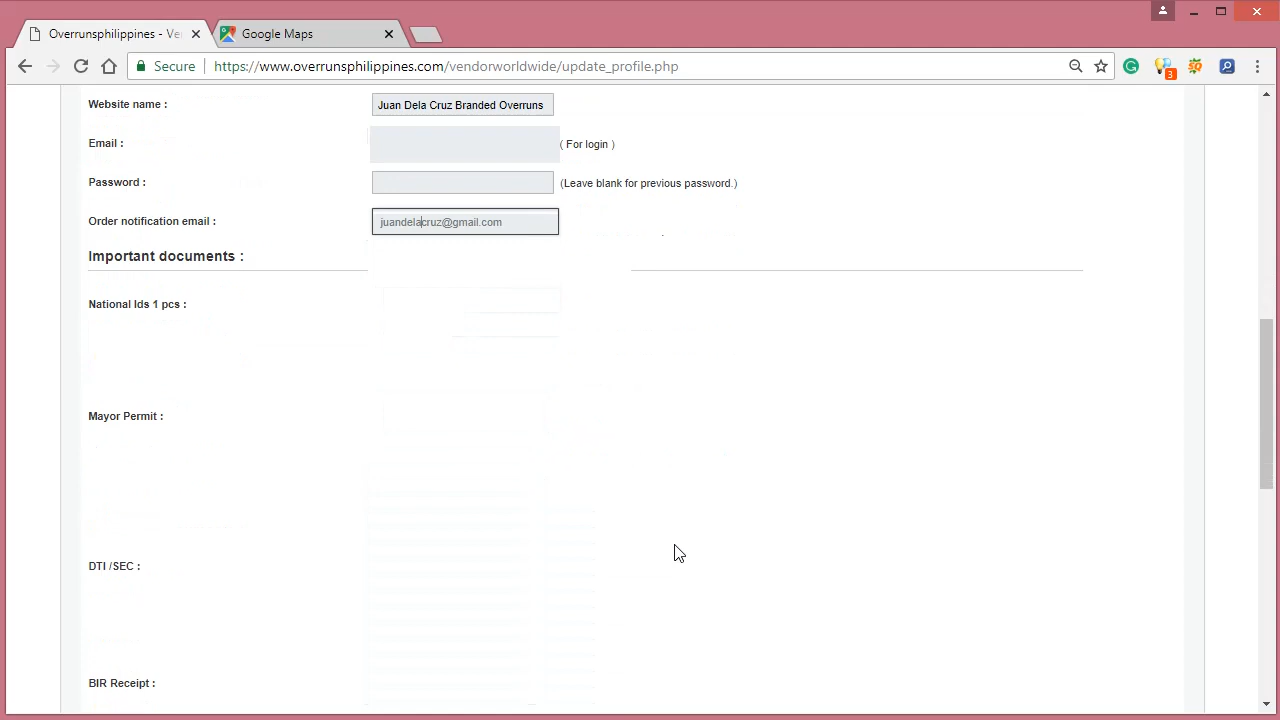 Overrunsphilippines - Ve
Google Maps
Secure
https://www.overrunsphilippines.com/vendorworldwide/update_profile.php
3
Website name :
Juan Dela Cruz Branded Overruns
Email :
( For login )
Password :
(Leave blank for previous password.)
Order notification email :
juandelacruz@gmail.com
Important documents :
National Ids 1 pcs :
Mayor Permit :
DTI /SEC :
BIR Receipt :